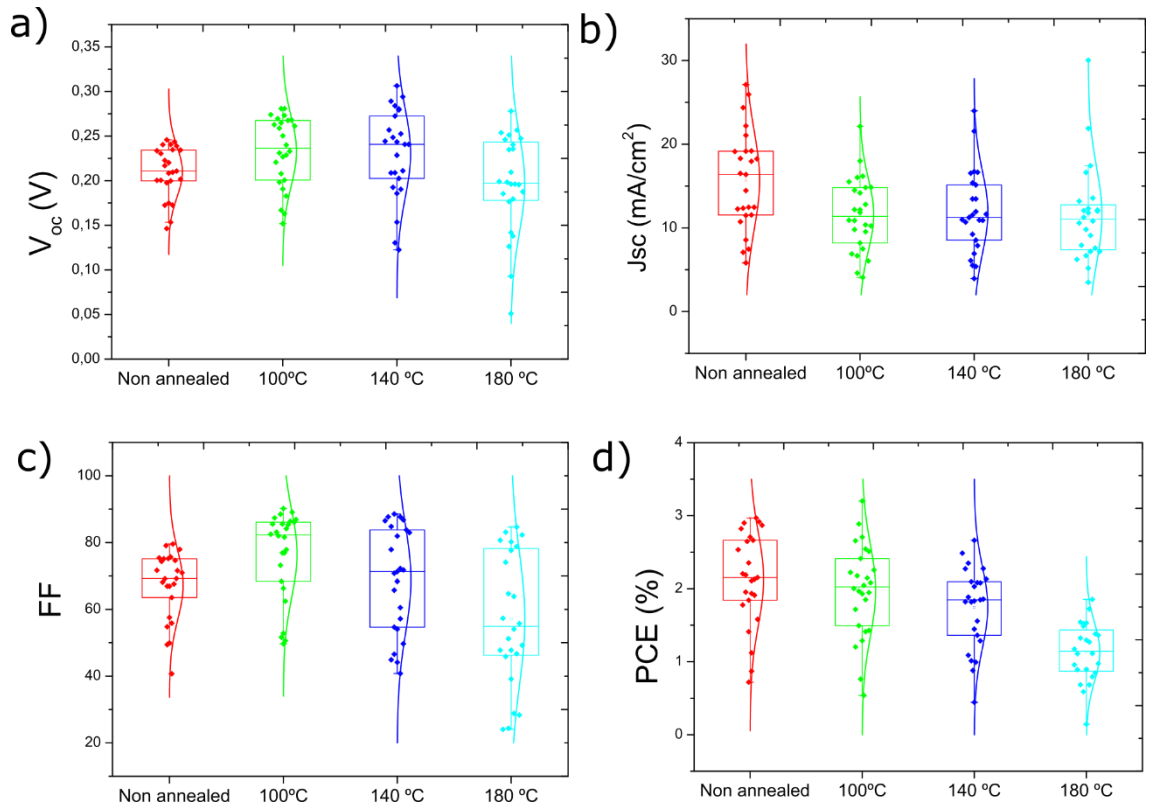 a)
V_oc (V)
0,35
0,30
0,25
0,20
0,15
0,10
0,05
0,00
Non annealed 100ºC 140 ºC 180 ºC
b)
Jsc (mA/cm²)
30
20
10
0
Non annealed 100ºC 140 ºC 180 ºC
c)
FF
100
80
60
40
20
Non annealed 100ºC 140 ºC 180 ºC
d)
PCE (%)
4
3
2
1
0
Non annealed 100ºC 140 ºC 180 ºC